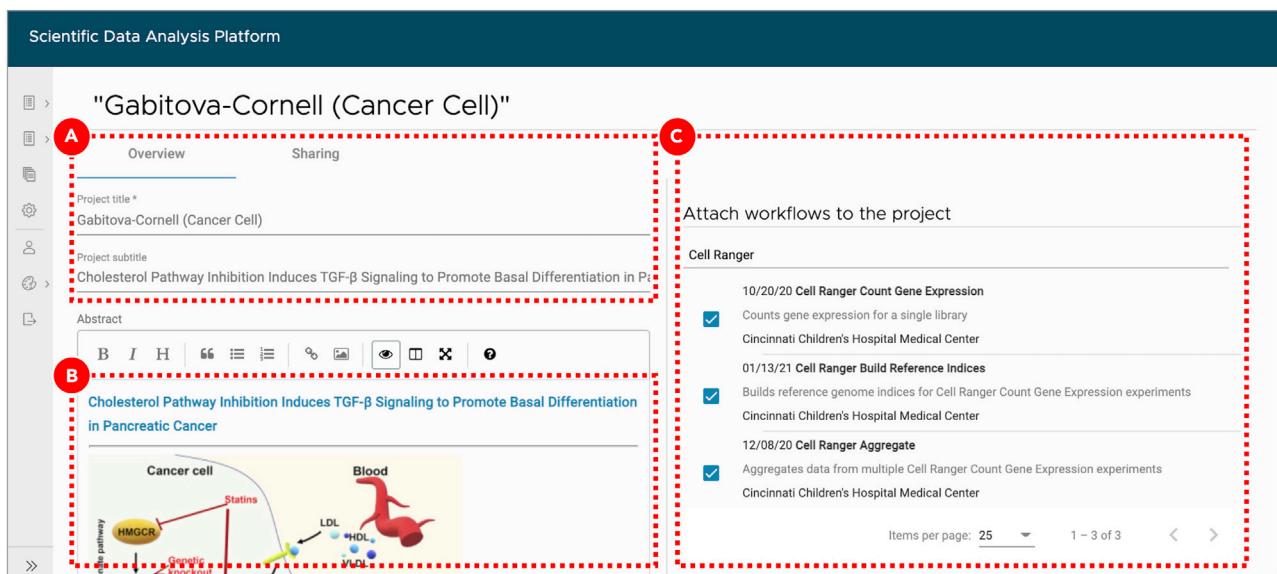 Scientific Data Analysis Platform
"Gabitova-Cornell (Cancer Cell)"
A
Overview Sharing
Project title *
Gabitova-Cornell (Cancer Cell)
Project subtitle
Cholesterol Pathway Inhibition Induces TGF-β Signaling to Promote Basal Differentiation in
Abstract
B I H
B
Cholesterol Pathway Inhibition Induces TGF-β Signaling to Promote Basal Differentiation
in Pancreatic Cancer
Cancer cell
Blood
Statins
LDL
HDL
VLDL
HMGCR
Genetic
knockout
pathway
C
Attach workflows to the project
Cell Ranger
10/20/20 Cell Ranger Count Gene Expression
Counts gene expression for a single library
Cincinnati Children's Hospital Medical Center
01/13/21 Cell Ranger Build Reference Indices
Builds reference genome indices for Cell Ranger Count Gene Expression experiments
Cincinnati Children's Hospital Medical Center
12/08/20 Cell Ranger Aggregate
Aggregates data from multiple Cell Ranger Count Gene Expression experiments
Cincinnati Children's Hospital Medical Center
Items per page: 25 1 – 3 of 3